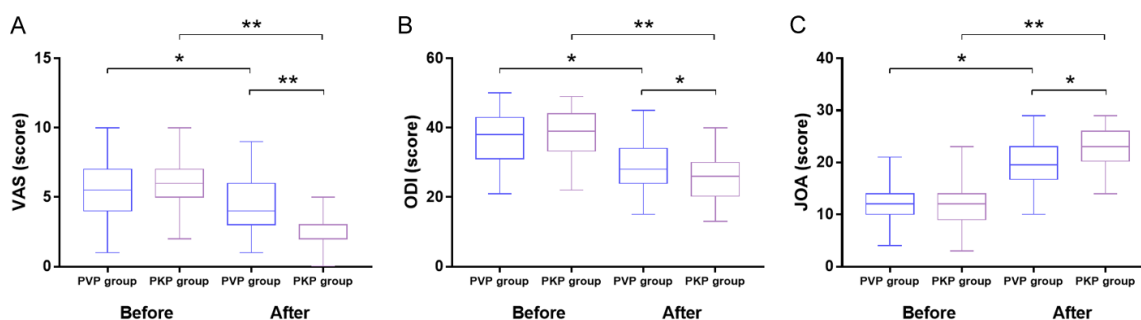 A
VAS (score)
15
10
5
0
**
*
**
PVP group PKP group PVP group PKP group
Before After
B
ODI (score)
60
40
20
0
**
*
*
PVP group PKP group PVP group PKP group
Before After
C
JOA (score)
40
30
20
10
0
**
*
*
PVP group PKP group PVP group PKP group
Before After